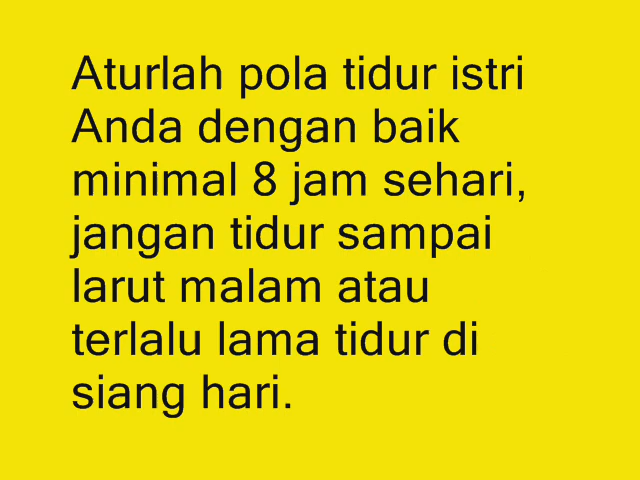 Aturlah pola tidur istri
Anda dengan baik
minimal 8 jam sehari,
jangan tidur sampai
larut malam atau
terlalu lama tidur di
siang hari.